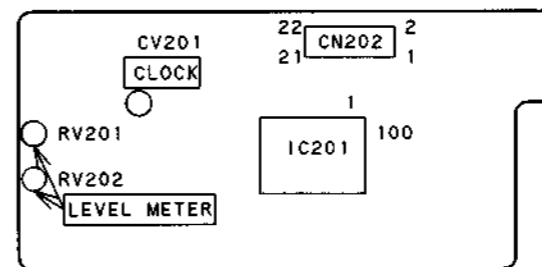 CV201
CLOCK
22 CN202 2
21 1
RV201
RV202
LEVEL METER
1
IC201 100